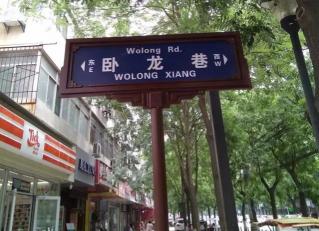 Wolong Rd.
东 卧龙巷 西
E WOLONG XIANG W